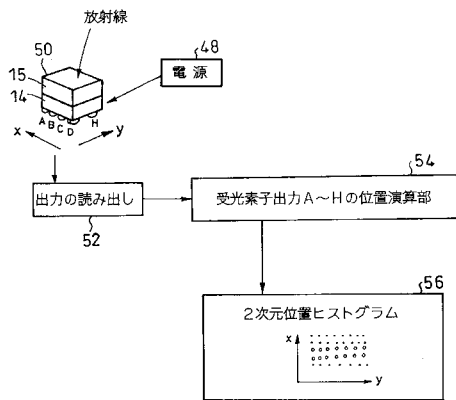 放射線
50
48
15
電源
14
A B C D H
x
y
54
出力の読み出し
受光素子出力A〜Hの位置演算部
52
56
2次元位置ヒストグラム
x
y